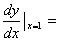 dy/dx |x=1 =